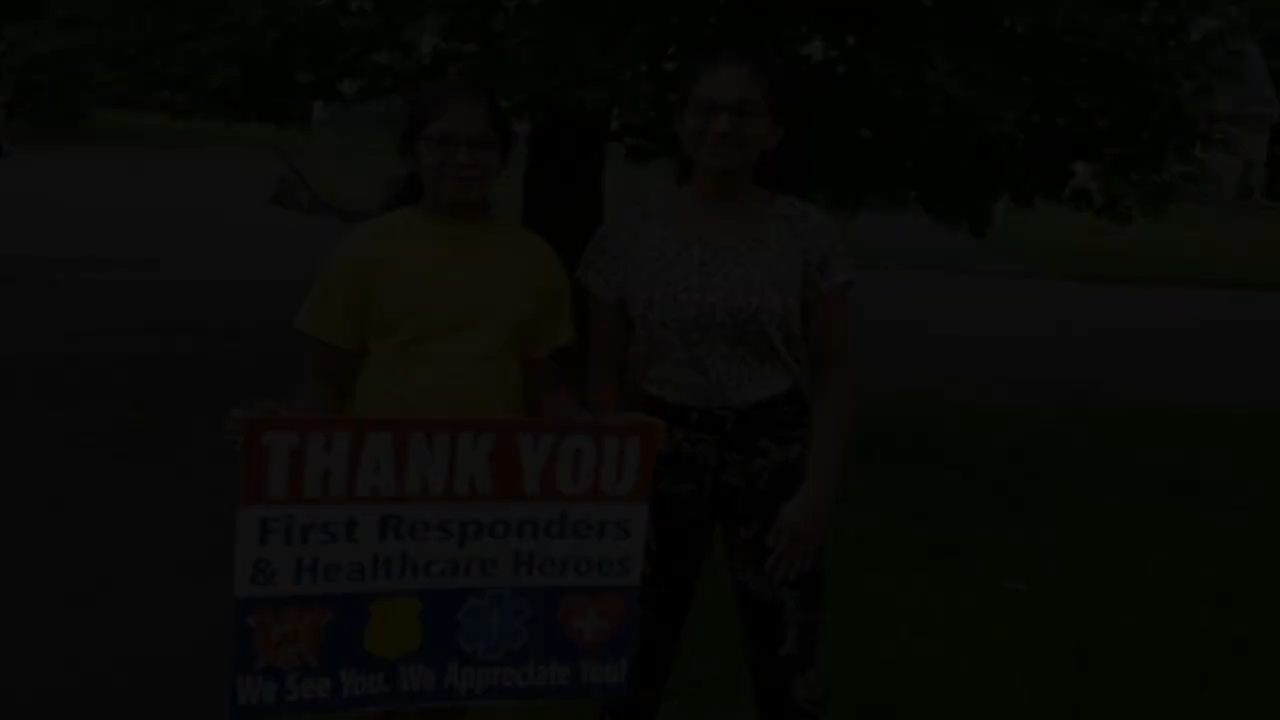 THANK YOU
First Responders
& Healthcare Heroes
We See You. We Appreciate You!